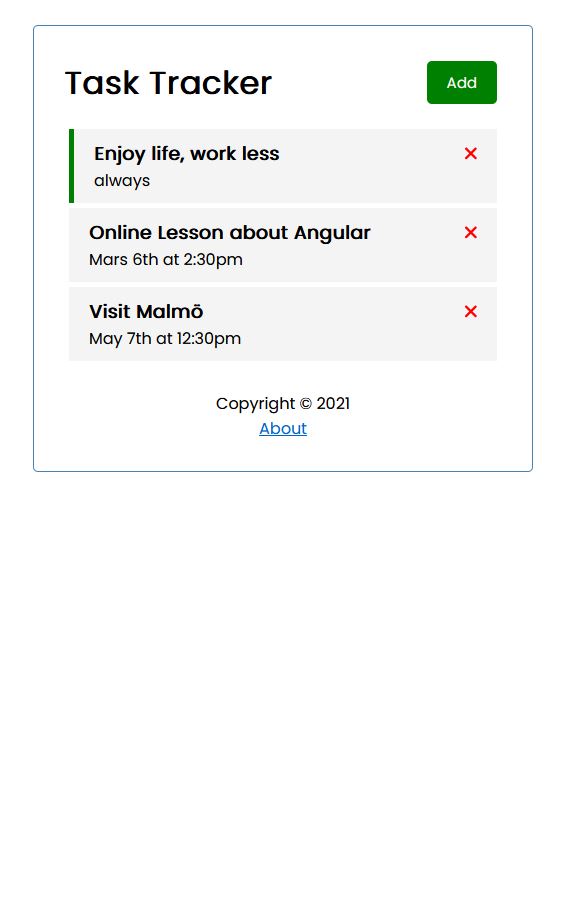 Task Tracker
Add
Enjoy life, work less
always
Online Lesson about Angular
Mars 6th at 2:30pm
Visit Malmö
May 7th at 12:30pm
Copyright © 2021
About